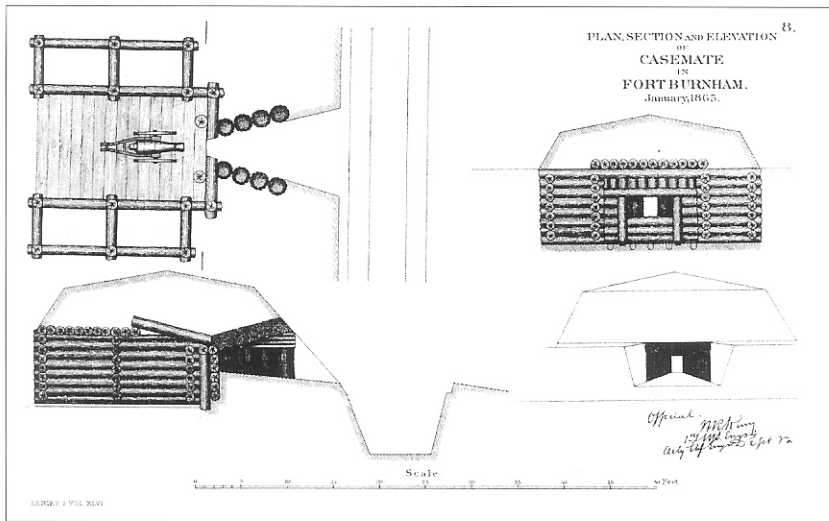 8.
PLAN, SECTION AND ELEVATION
OF
CASEMATE
IN
FORT BURNHAM.
January, 1865.
Official.
Scale
0 5 10 15 20 25 30 35 40 45 50 Feet
SERIES I VOL. XLVI